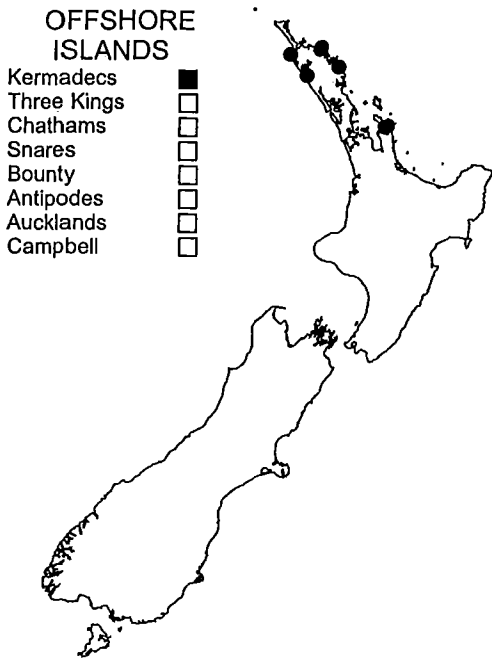 OFFSHORE
ISLANDS
Kermadecs
Three Kings
Chathams
Snares
Bounty
Antipodes
Aucklands
Campbell